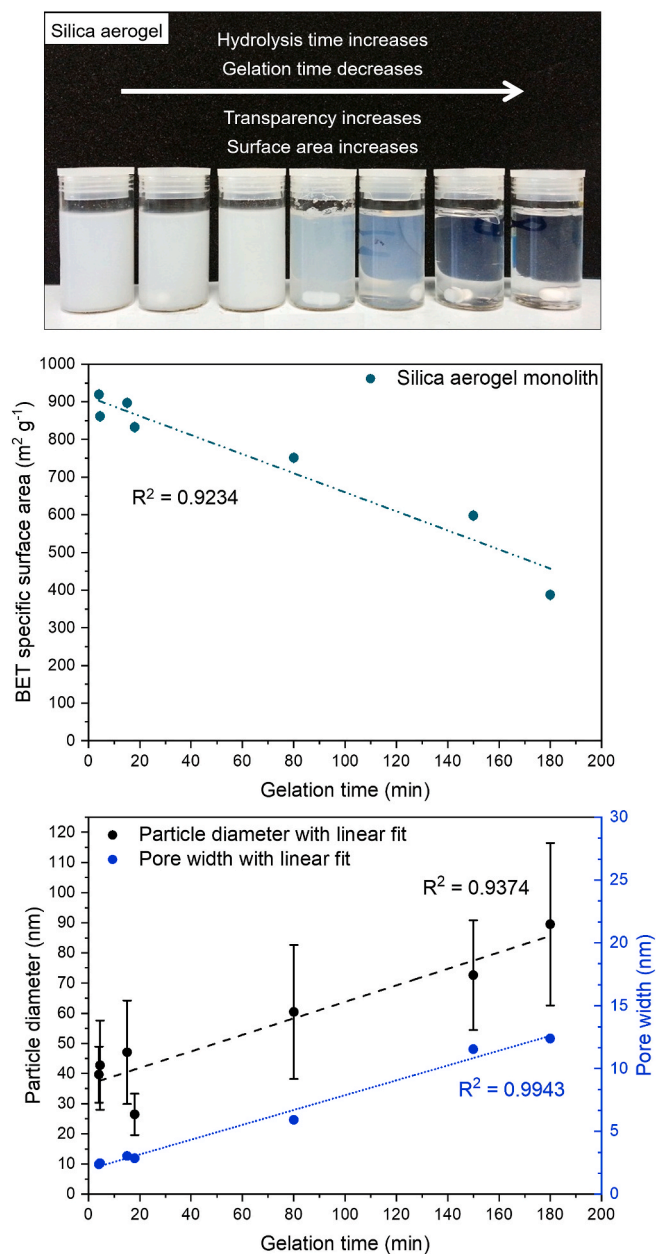 Silica aerogel
Hydrolysis time increases
Gelation time decreases
Transparency increases
Surface area increases
1000
900
800
700
600
500
400
300
200
100
0
BET specific surface area (m² g⁻¹)
Silica aerogel monolith
R² = 0.9234
0 20 40 60 80 100 120 140 160 180 200
Gelation time (min)
120
110
100
90
80
70
60
50
40
30
20
10
0
Particle diameter (nm)
Particle diameter with linear fit
Pore width with linear fit
R² = 0.9374
R² = 0.9943
30
25
20
15
10
5
0
Pore width (nm)
0 20 40 60 80 100 120 140 160 180 200
Gelation time (min)